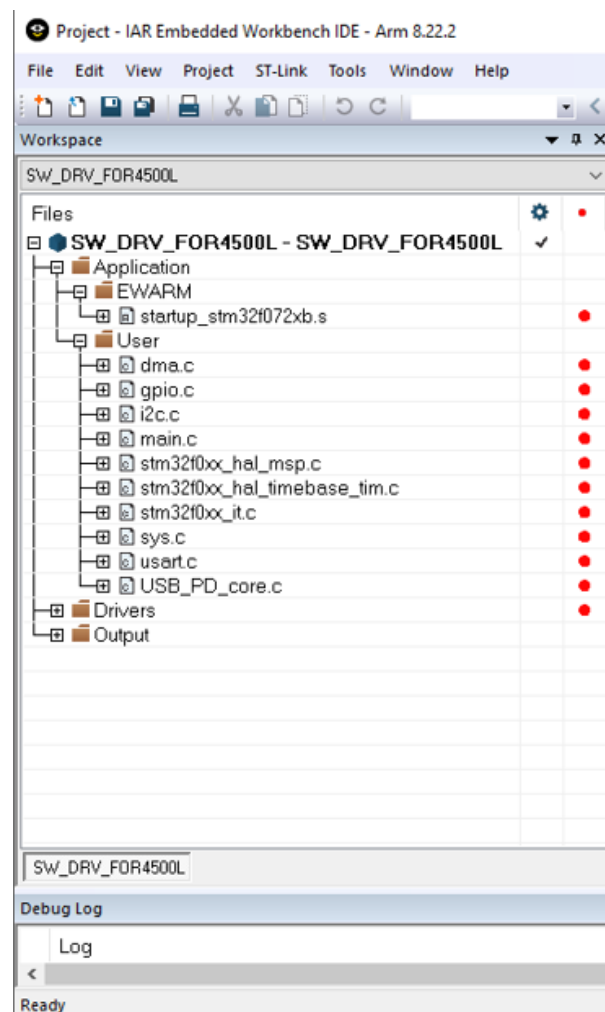 Project - IAR Embedded Workbench IDE - Arm 8.22.2
File Edit View Project ST-Link Tools Window Help
Workspace
SW_DRV_FOR4500L
Files
SW_DRV_FOR4500L - SW_DRV_FOR4500L
Application
EWARM
startup_stm32f072xb.s
User
dma.c
gpio.c
i2c.c
main.c
stm32f0xx_hal_msp.c
stm32f0xx_hal_timebase_tim.c
stm32f0xx_it.c
sys.c
usart.c
USB_PD_core.c
Drivers
Output
SW_DRV_FOR4500L
Debug Log
Log
Ready